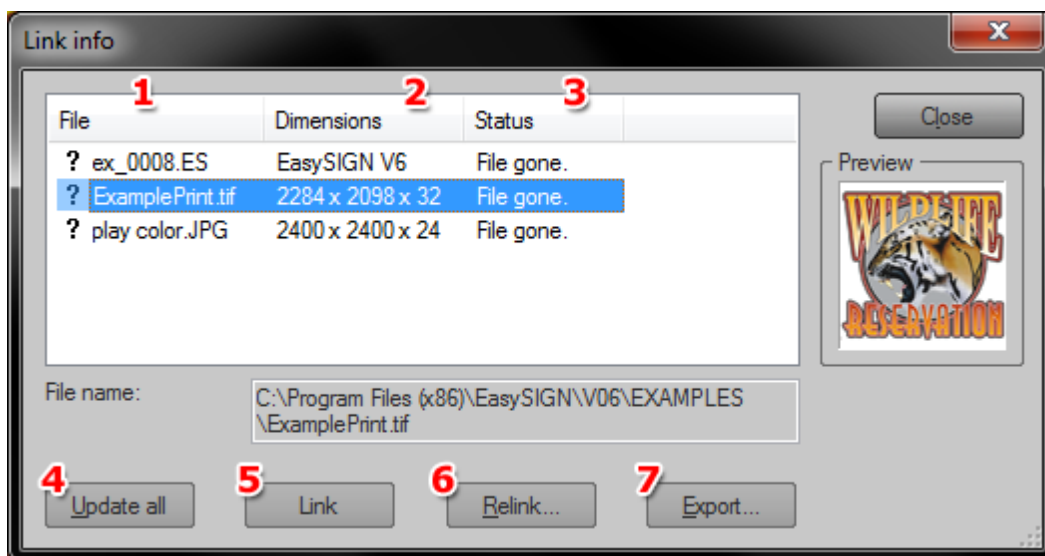 Link info
x
1 2 3
File Dimensions Status
? ex_0008.ES EasySIGN V6 File gone.
? ExamplePrint.tif 2284 x 2098 x 32 File gone.
? play color.JPG 2400 x 2400 x 24 File gone.
Close
Preview
WILDLIFE
RESERVATION
File name:
C:\Program Files (x86)\EasySIGN\V06\EXAMPLES
\ExamplePrint.tif
4 5 6 7
Update all Link Relink... Export...